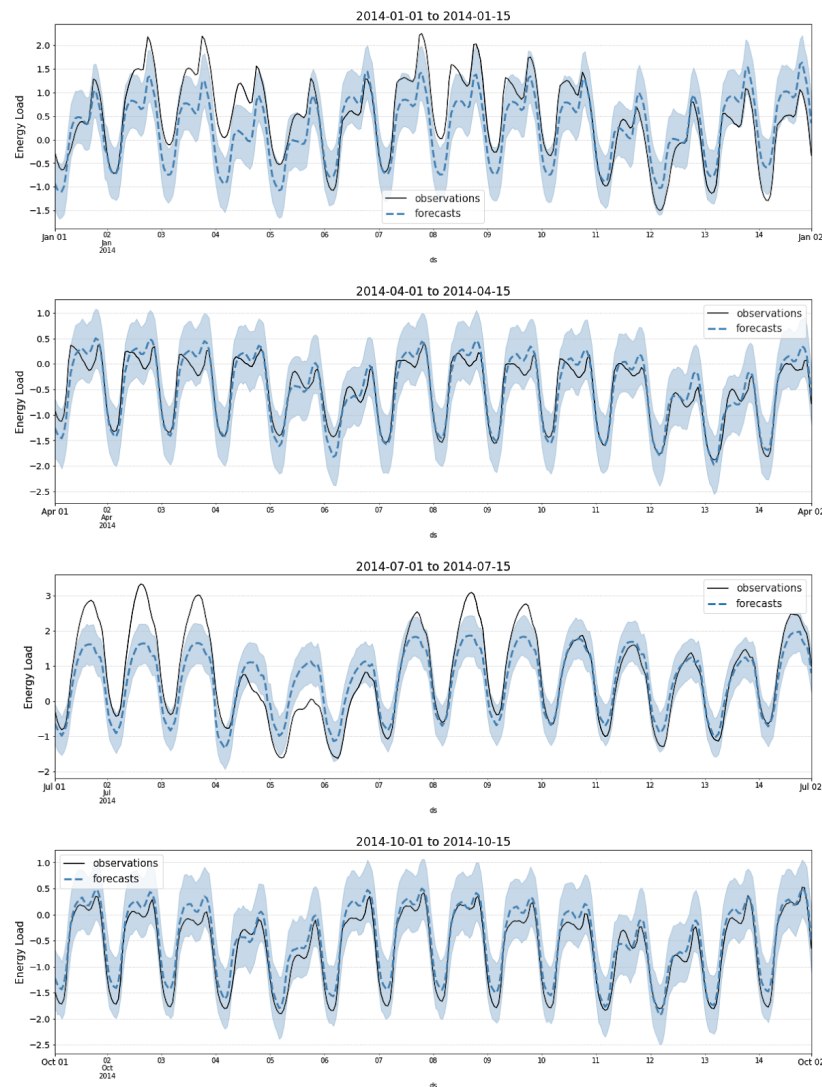 2014-01-01 to 2014-01-15
Energy Load
2.0
1.5
1.0
0.5
0.0
−0.5
−1.0
−1.5
observations
forecasts
Jan 01 02 03 04 05 06 07 08 09 10 11 12 13 14 Jan 02
Jan
2014
ds
2014-04-01 to 2014-04-15
Energy Load
1.0
0.5
0.0
−0.5
−1.0
−1.5
−2.0
−2.5
observations
forecasts
Apr 01 02 03 04 05 06 07 08 09 10 11 12 13 14 Apr 02
Apr
2014
ds
2014-07-01 to 2014-07-15
Energy Load
3
2
1
0
−1
−2
observations
forecasts
Jul 01 02 03 04 05 06 07 08 09 10 11 12 13 14 Jul 02
Jul
2014
ds
2014-10-01 to 2014-10-15
Energy Load
1.0
0.5
0.0
−0.5
−1.0
−1.5
−2.0
−2.5
observations
forecasts
Oct 01 02 03 04 05 06 07 08 09 10 11 12 13 14 Oct 02
Oct
2014
ds